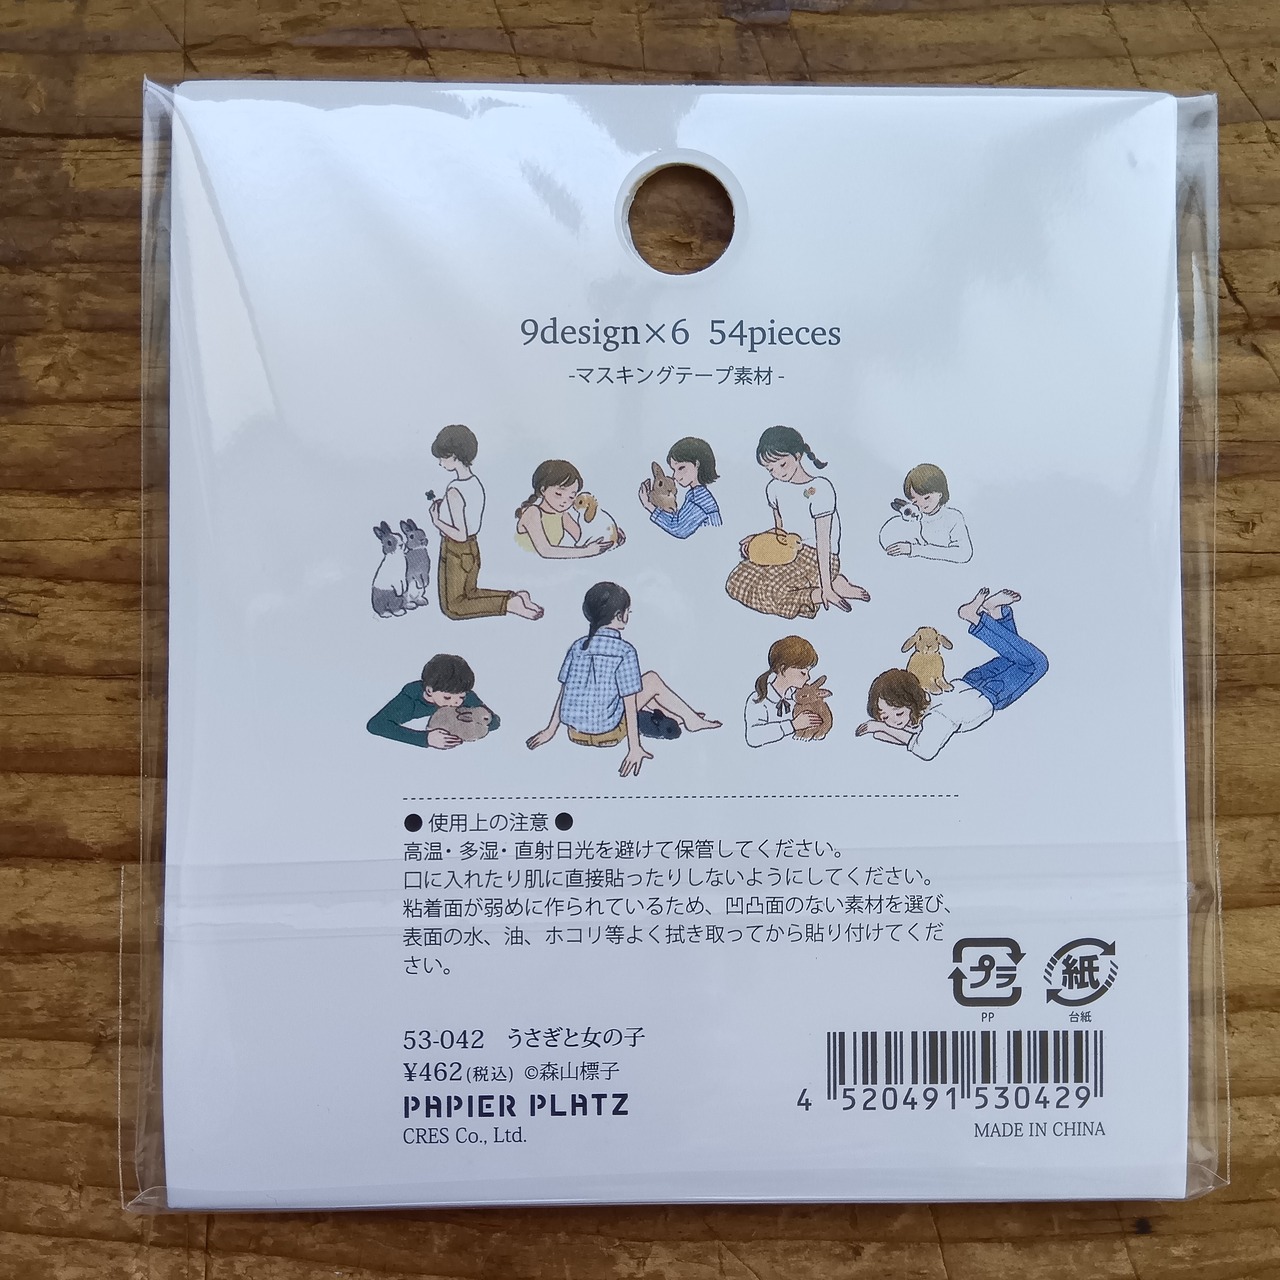 9design×6 54pieces
-マスキングテープ素材-
● 使用上の注意 ●
高温・多湿・直射日光を避けて保管してください。
口に入れたり肌に直接貼ったりしないようにしてください。
粘着面が弱めに作られているため、凹凸面のない素材を選び、
表面の水、油、ホコリ等よく拭き取ってから貼り付けてくだ
さい。
プラ
PP
紙
台紙
53-042 うさぎと女の子
¥462(税込) ©森山標子
PAPIER PLATZ
CRES Co., Ltd.
4 520491 530429
MADE IN CHINA